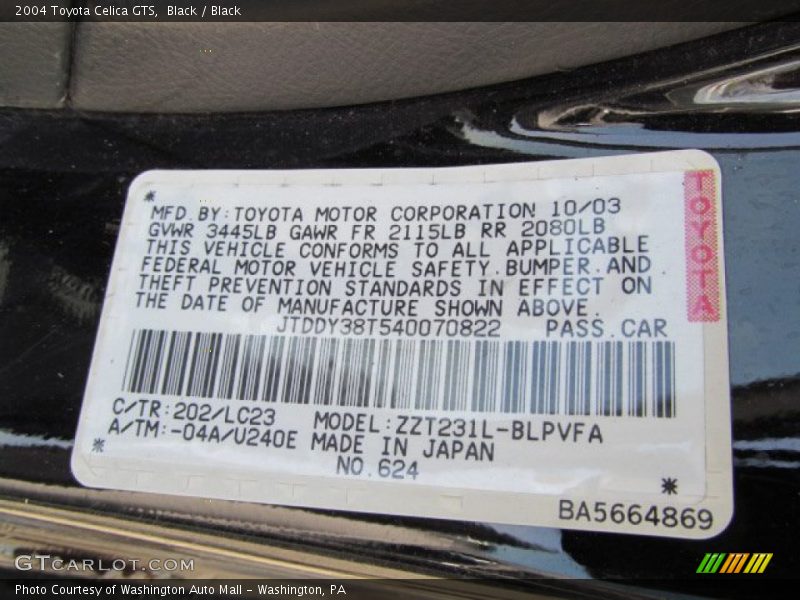 2004 Toyota Celica GTS, Black / Black
MFD.BY:TOYOTA MOTOR CORPORATION 10/03
GVWR 3445LB GAWR FR 2115LB RR 2080LB
THIS VEHICLE CONFORMS TO ALL APPLICABLE
FEDERAL MOTOR VEHICLE SAFETY.BUMPER.AND
THEFT PREVENTION STANDARDS IN EFFECT ON
THE DATE OF MANUFACTURE SHOWN ABOVE.
JTDDY38T540070822 PASS.CAR
TOYOTA
C/TR:202/LC23 MODEL:ZZT231L-BLPVFA
A/TM:-04A/U240E MADE IN JAPAN
NO.624
BA5664869
GTCARLOT.COM
Photo Courtesy of Washington Auto Mall - Washington, PA